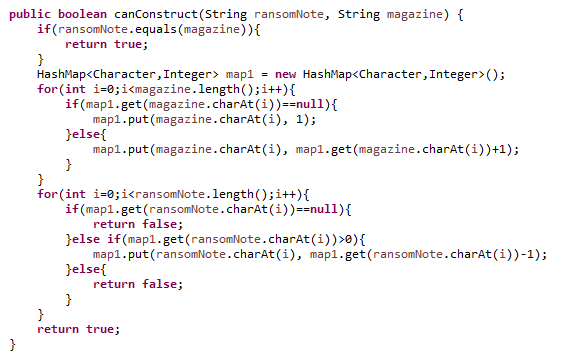 public boolean canConstruct(String ransomNote, String magazine) {
    if(ransomNote.equals(magazine)){
        return true;
    }
    HashMap<Character,Integer> map1 = new HashMap<Character,Integer>();
    for(int i=0;i<magazine.length();i++){
        if(map1.get(magazine.charAt(i))==null){
            map1.put(magazine.charAt(i), 1);
        }else{
            map1.put(magazine.charAt(i), map1.get(magazine.charAt(i))+1);
        }
    }
    for(int i=0;i<ransomNote.length();i++){
        if(map1.get(ransomNote.charAt(i))==null){
            return false;
        }else if(map1.get(ransomNote.charAt(i))>0){
            map1.put(ransomNote.charAt(i), map1.get(ransomNote.charAt(i))-1);
        }else{
            return false;
        }
    }
    return true;
}